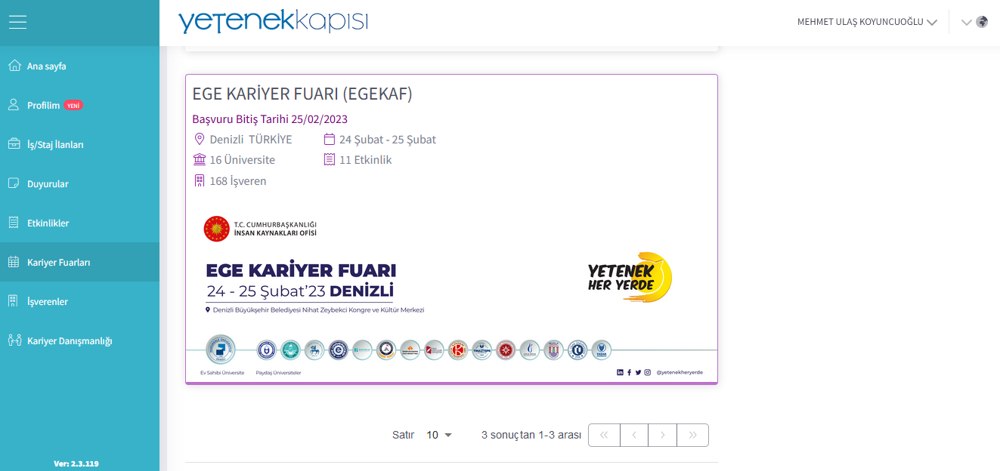 yetenekkapısı
MEHMET ULAŞ KOYUNCUOĞLU
Ana sayfa
Profilim YENİ
İş/Staj İlanları
Duyurular
Etkinlikler
Kariyer Fuarları
İşverenler
Kariyer Danışmanlığı
Ver: 2.3.119
EGE KARİYER FUARI (EGEKAF)
Başvuru Bitiş Tarihi 25/02/2023
Denizli TÜRKİYE 24 Şubat - 25 Şubat
16 Üniversite 11 Etkinlik
168 İşveren
T.C. CUMHURBAŞKANLIĞI
İNSAN KAYNAKLARI OFİSİ
EGE KARİYER FUARI
24 - 25 Şubat'23 DENİZLİ
Denizli Büyükşehir Belediyesi Nihat Zeybekci Kongre ve Kültür Merkezi
YETENEK
HER YERDE
Ev Sahibi Üniversite Paydaş Üniversiteler
@yetenekheryerde
Satır 10 3 sonuçtan 1-3 arası